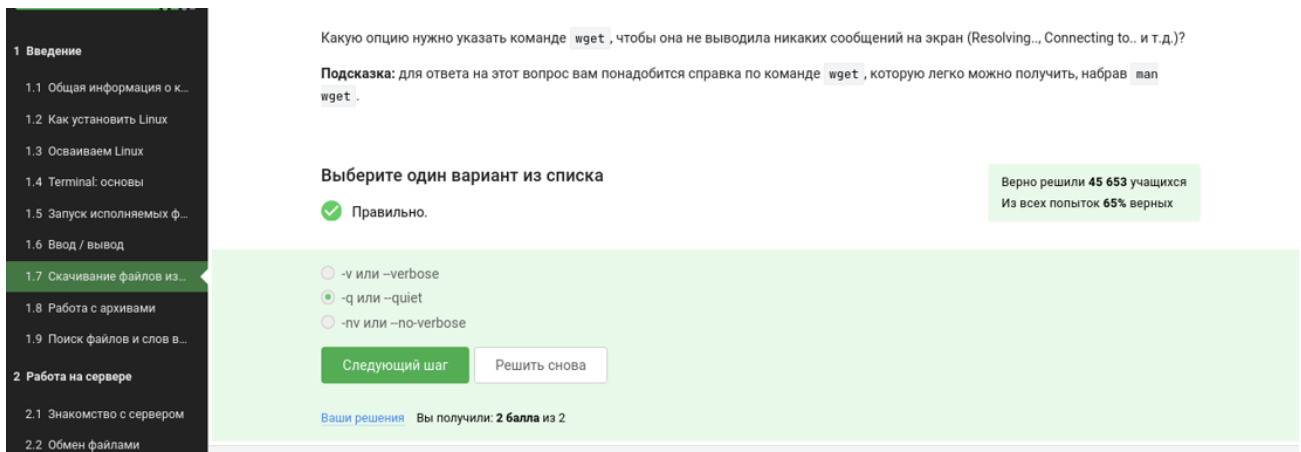 1 Введение
1.1 Общая информация о к...
1.2 Как установить Linux
1.3 Осваиваем Linux
1.4 Terminal: основы
1.5 Запуск исполняемых ф...
1.6 Ввод / вывод
1.7 Скачивание файлов из...
1.8 Работа с архивами
1.9 Поиск файлов и слов в...
2 Работа на сервере
2.1 Знакомство с сервером
2.2 Обмен файлами
Какую опцию нужно указать команде wget, чтобы она не выводила никаких сообщений на экран (Resolving.., Connecting to.. и т.д.)?
Подсказка: для ответа на этот вопрос вам понадобится справка по команде wget, которую легко можно получить, набрав man
wget.
Выберите один вариант из списка
Правильно.
Верно решили 45 653 учащихся
Из всех попыток 65% верных
-v или --verbose
-q или --quiet
-nv или --no-verbose
Следующий шаг
Решить снова
Ваши решения Вы получили: 2 балла из 2